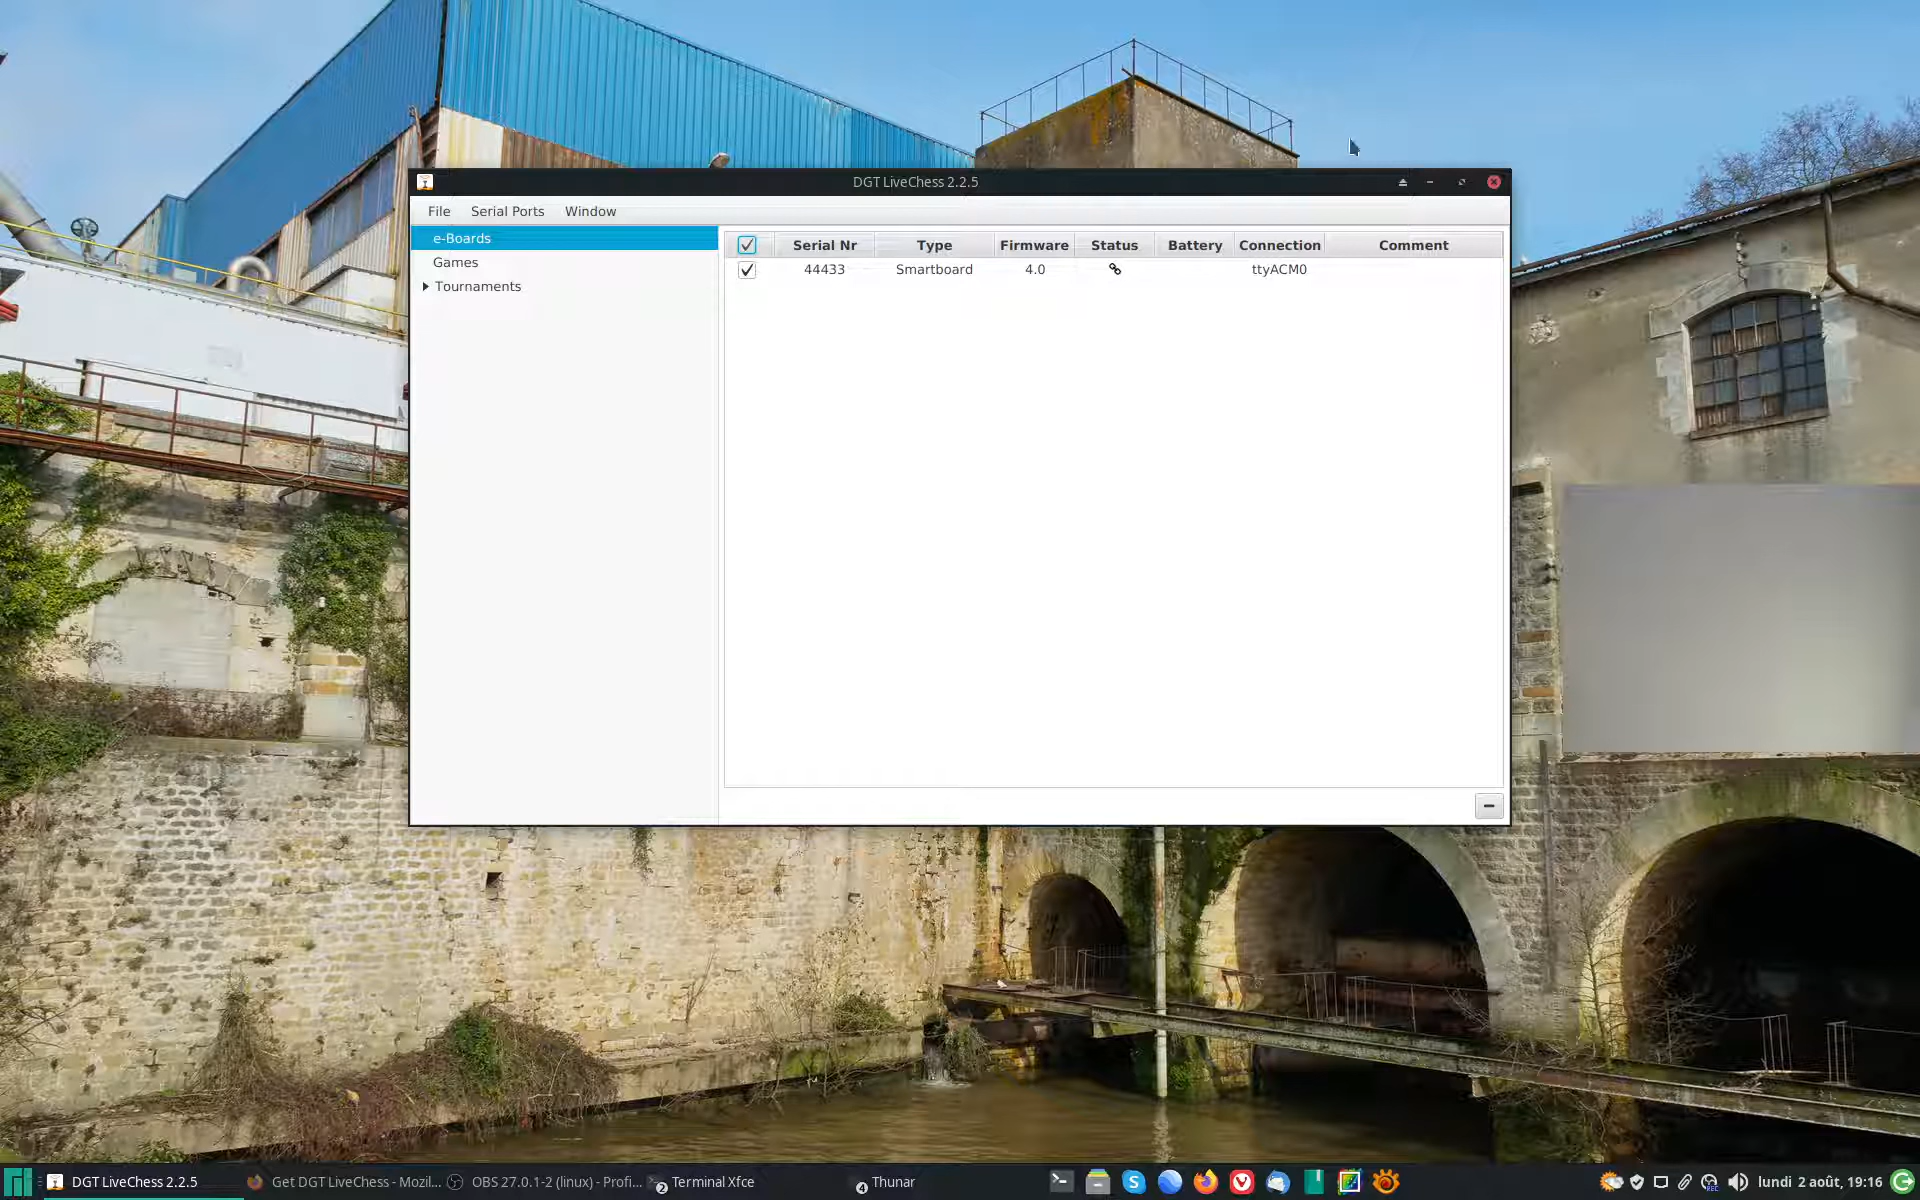 DGT LiveChess 2.2.5
File Serial Ports Window
e-Boards
Games
Tournaments
Serial Nr Type Firmware Status Battery Connection Comment
44433 Smartboard 4.0 ttyACM0
DGT LiveChess 2.2.5 Get DGT LiveChess - Mozil... OBS 27.0.1-2 (linux) - Profi... 2 Terminal Xfce 4 Thunar lundi 2 août, 19:16